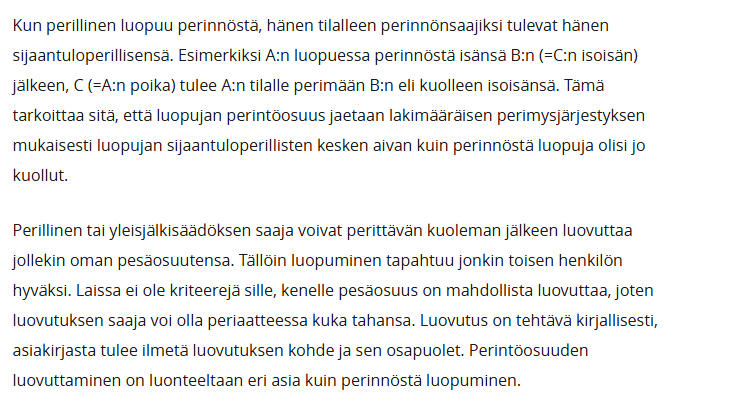 Kun perillinen luopuu perinnöstä, hänen tilalleen perinnönsaajiksi tulevat hänen
sijaantuloperillisensä. Esimerkiksi A:n luopuessa perinnöstä isänsä B:n (=C:n isoisän)
jälkeen, C (=A:n poika) tulee A:n tilalle perimään B:n eli kuolleen isoisänsä. Tämä
tarkoittaa sitä, että luopujan perintöosuus jaetaan lakimääräisen perimysjärjestyksen
mukaisesti luopujan sijaantuloperillisten kesken aivan kuin perinnöstä luopuja olisi jo
kuollut.
Perillinen tai yleisjälkisäädöksen saaja voivat perittävän kuoleman jälkeen luovuttaa
jollekin oman pesäosuutensa. Tällöin luopuminen tapahtuu jonkin toisen henkilön
hyväksi. Laissa ei ole kriteerejä sille, kenelle pesäosuus on mahdollista luovuttaa, joten
luovutuksen saaja voi olla periaatteessa kuka tahansa. Luovutus on tehtävä kirjallisesti,
asiakirjasta tulee ilmetä luovutuksen kohde ja sen osapuolet. Perintöosuuden
luovuttaminen on luonteeltaan eri asia kuin perinnöstä luopuminen.